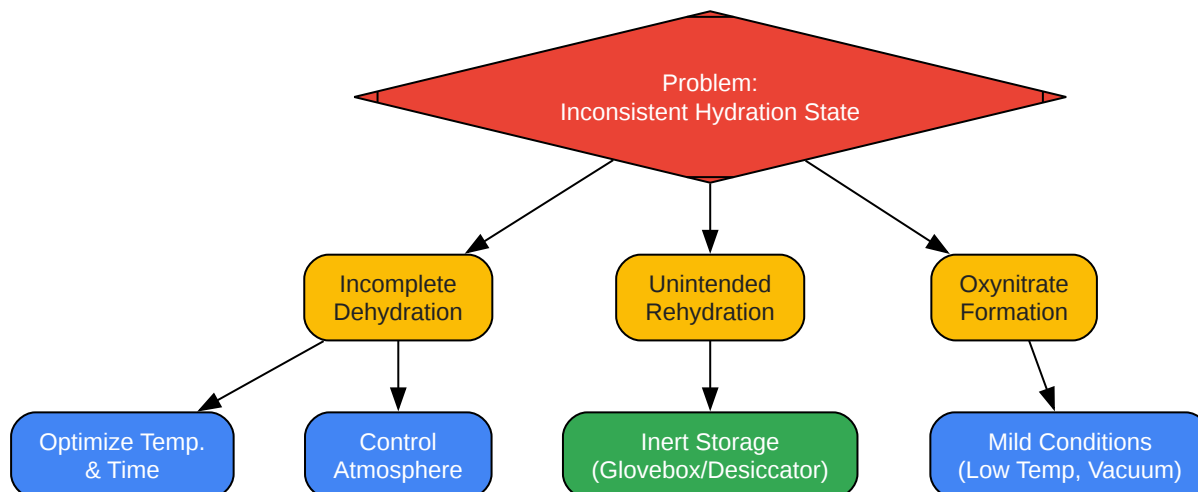 Problem:
Inconsistent Hydration State
Incomplete
Dehydration
Unintended
Rehydration
Oxynitrate
Formation
Optimize Temp.
& Time
Control
Atmosphere
Inert Storage
(Glovebox/Desiccator)
Mild Conditions
(Low Temp, Vacuum)